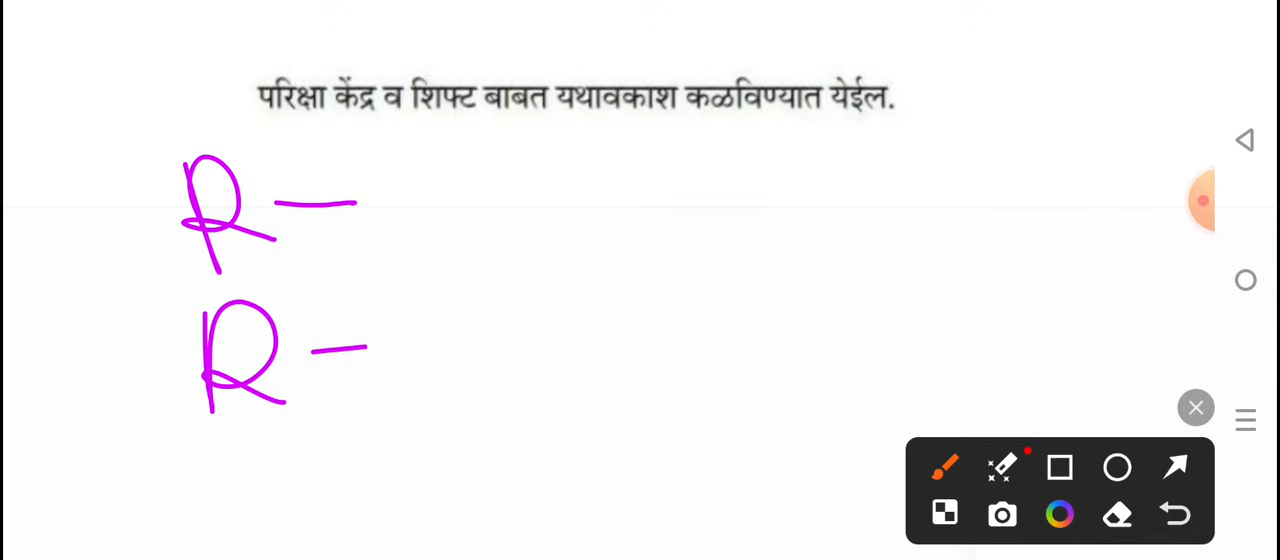 परिक्षा केंद्र व शिफ्ट बाबत यथावकाश कळविण्यात येईल.
R —
R —